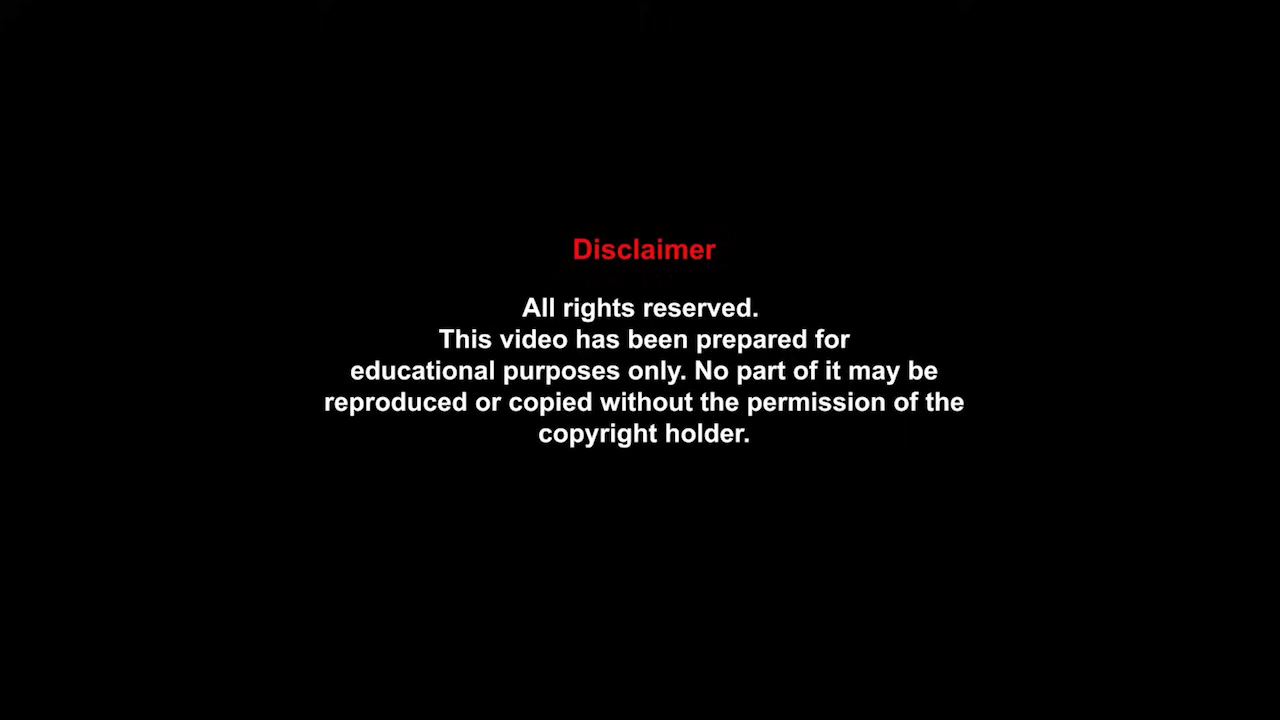 Disclaimer
All rights reserved.
This video has been prepared for
educational purposes only. No part of it may be
reproduced or copied without the permission of the
copyright holder.